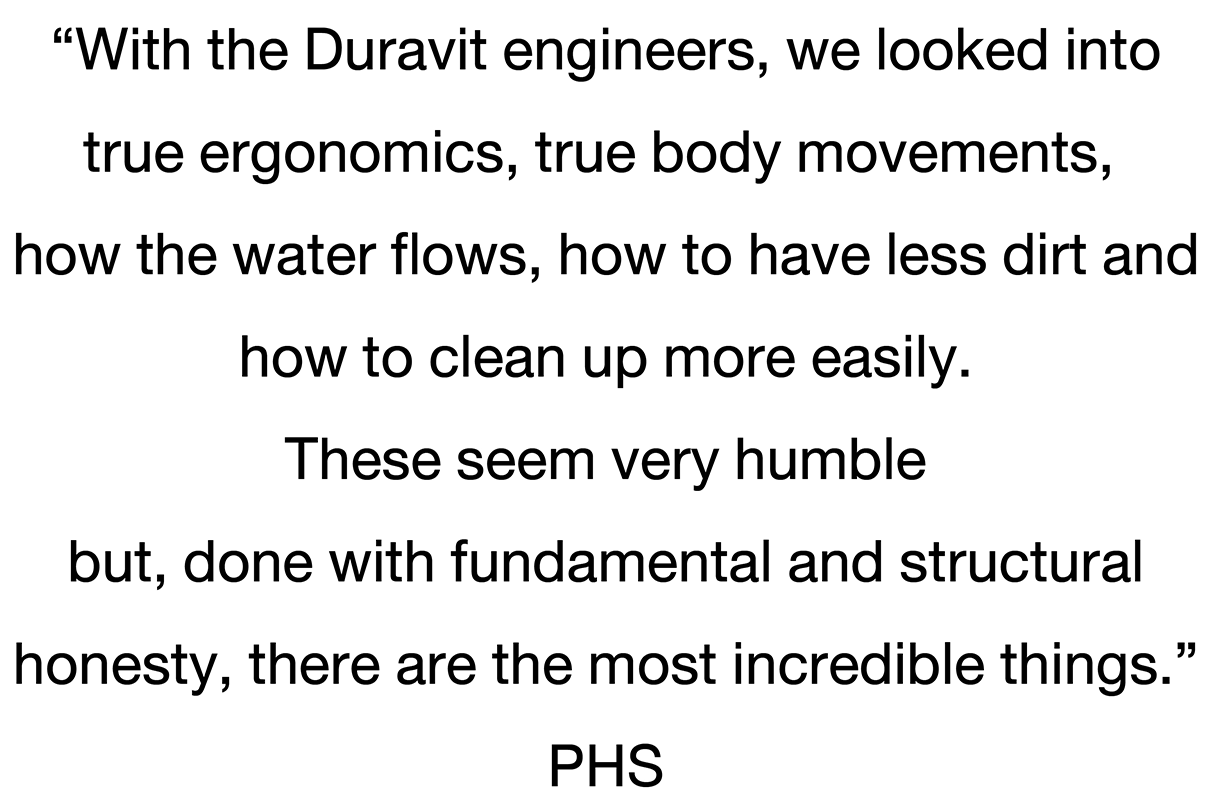 “With the Duravit engineers, we looked into
true ergonomics, true body movements,
how the water flows, how to have less dirt and
how to clean up more easily.
These seem very humble
but, done with fundamental and structural
honesty, there are the most incredible things.”
PHS